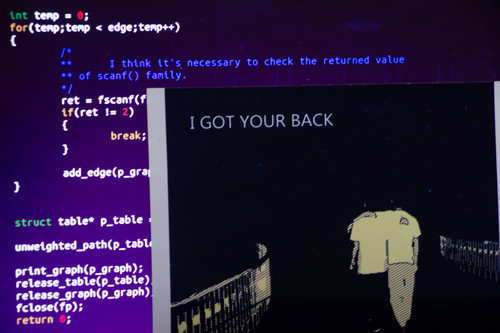 int temp = 0;
for(temp;temp < edge;temp++)
{
/*
** I think it's necessary to check the returned value
** of scanf() family.
*/
ret = fscanf(f
if(ret != 2)
{
break;
}
add_edge(p_gra
}
struct table* p_table =
unweighted_path(p_table
print_graph(p_graph);
release_table(p_table)
release_graph(p_graph)
fclose(fp);
return 0;
I GOT YOUR BACK